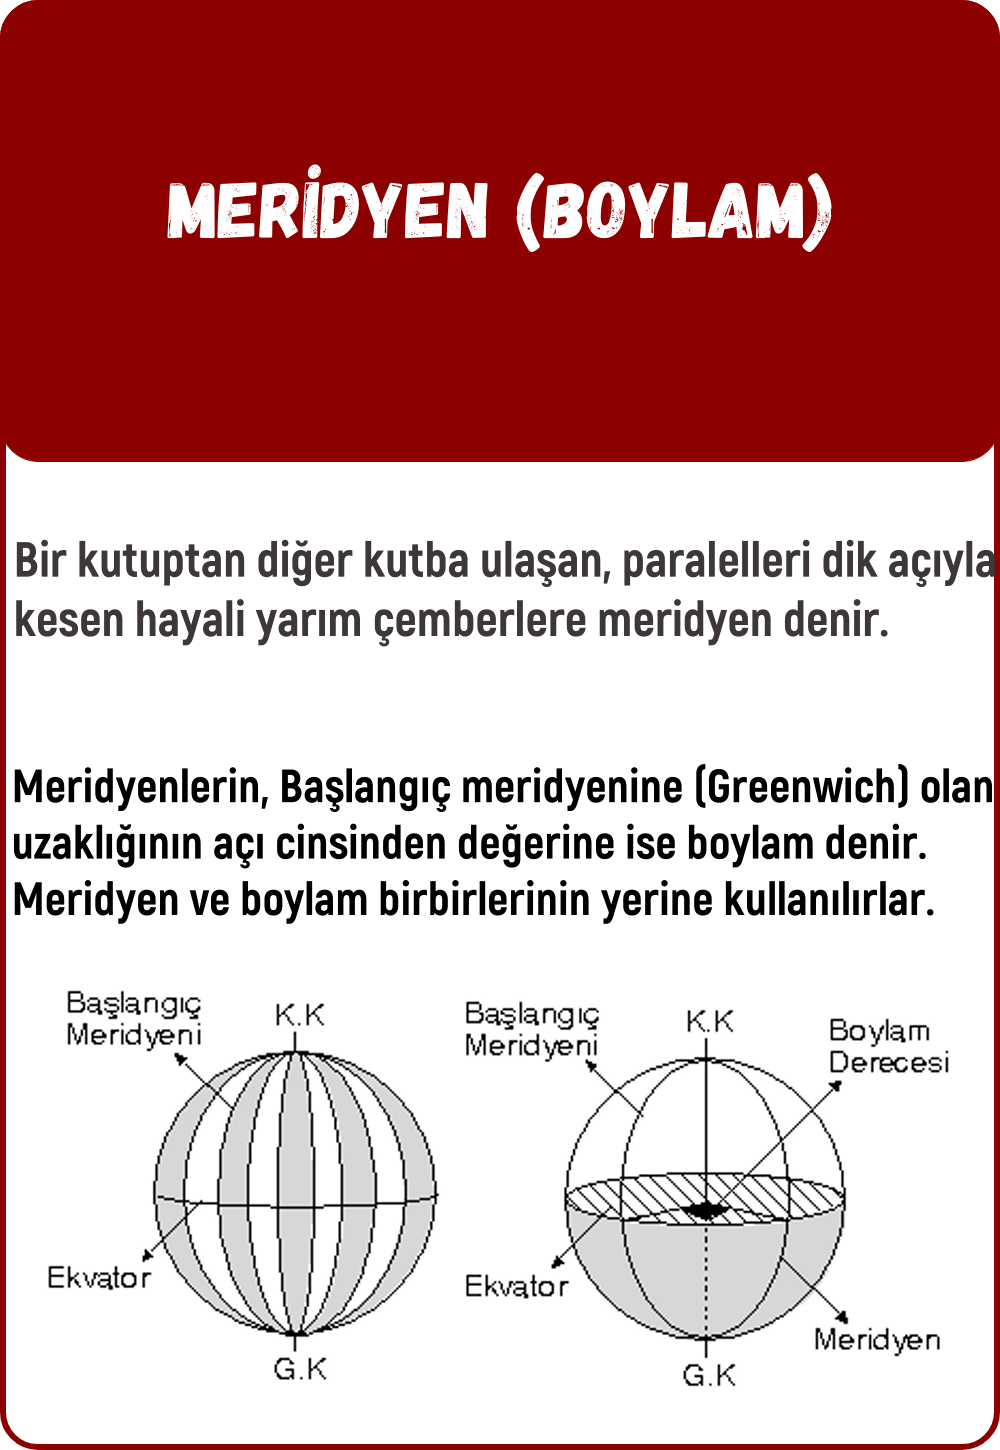 MERİDYEN (BOYLAM)
Bir kutuptan diğer kutba ulaşan, paralelleri dik açıyla
kesen hayali yarım çemberlere meridyen denir.
Meridyenlerin, Başlangıç meridyenine (Greenwich) olan
uzaklığının açı cinsinden değerine ise boylam denir.
Meridyen ve boylam birbirlerinin yerine kullanılırlar.
Başlangıç
Meridyeni
K.K
Ekvator
G.K
Başlangıç
Meridyeni
K.K
Boylam
Derecesi
Ekvator
Meridyen
G.K